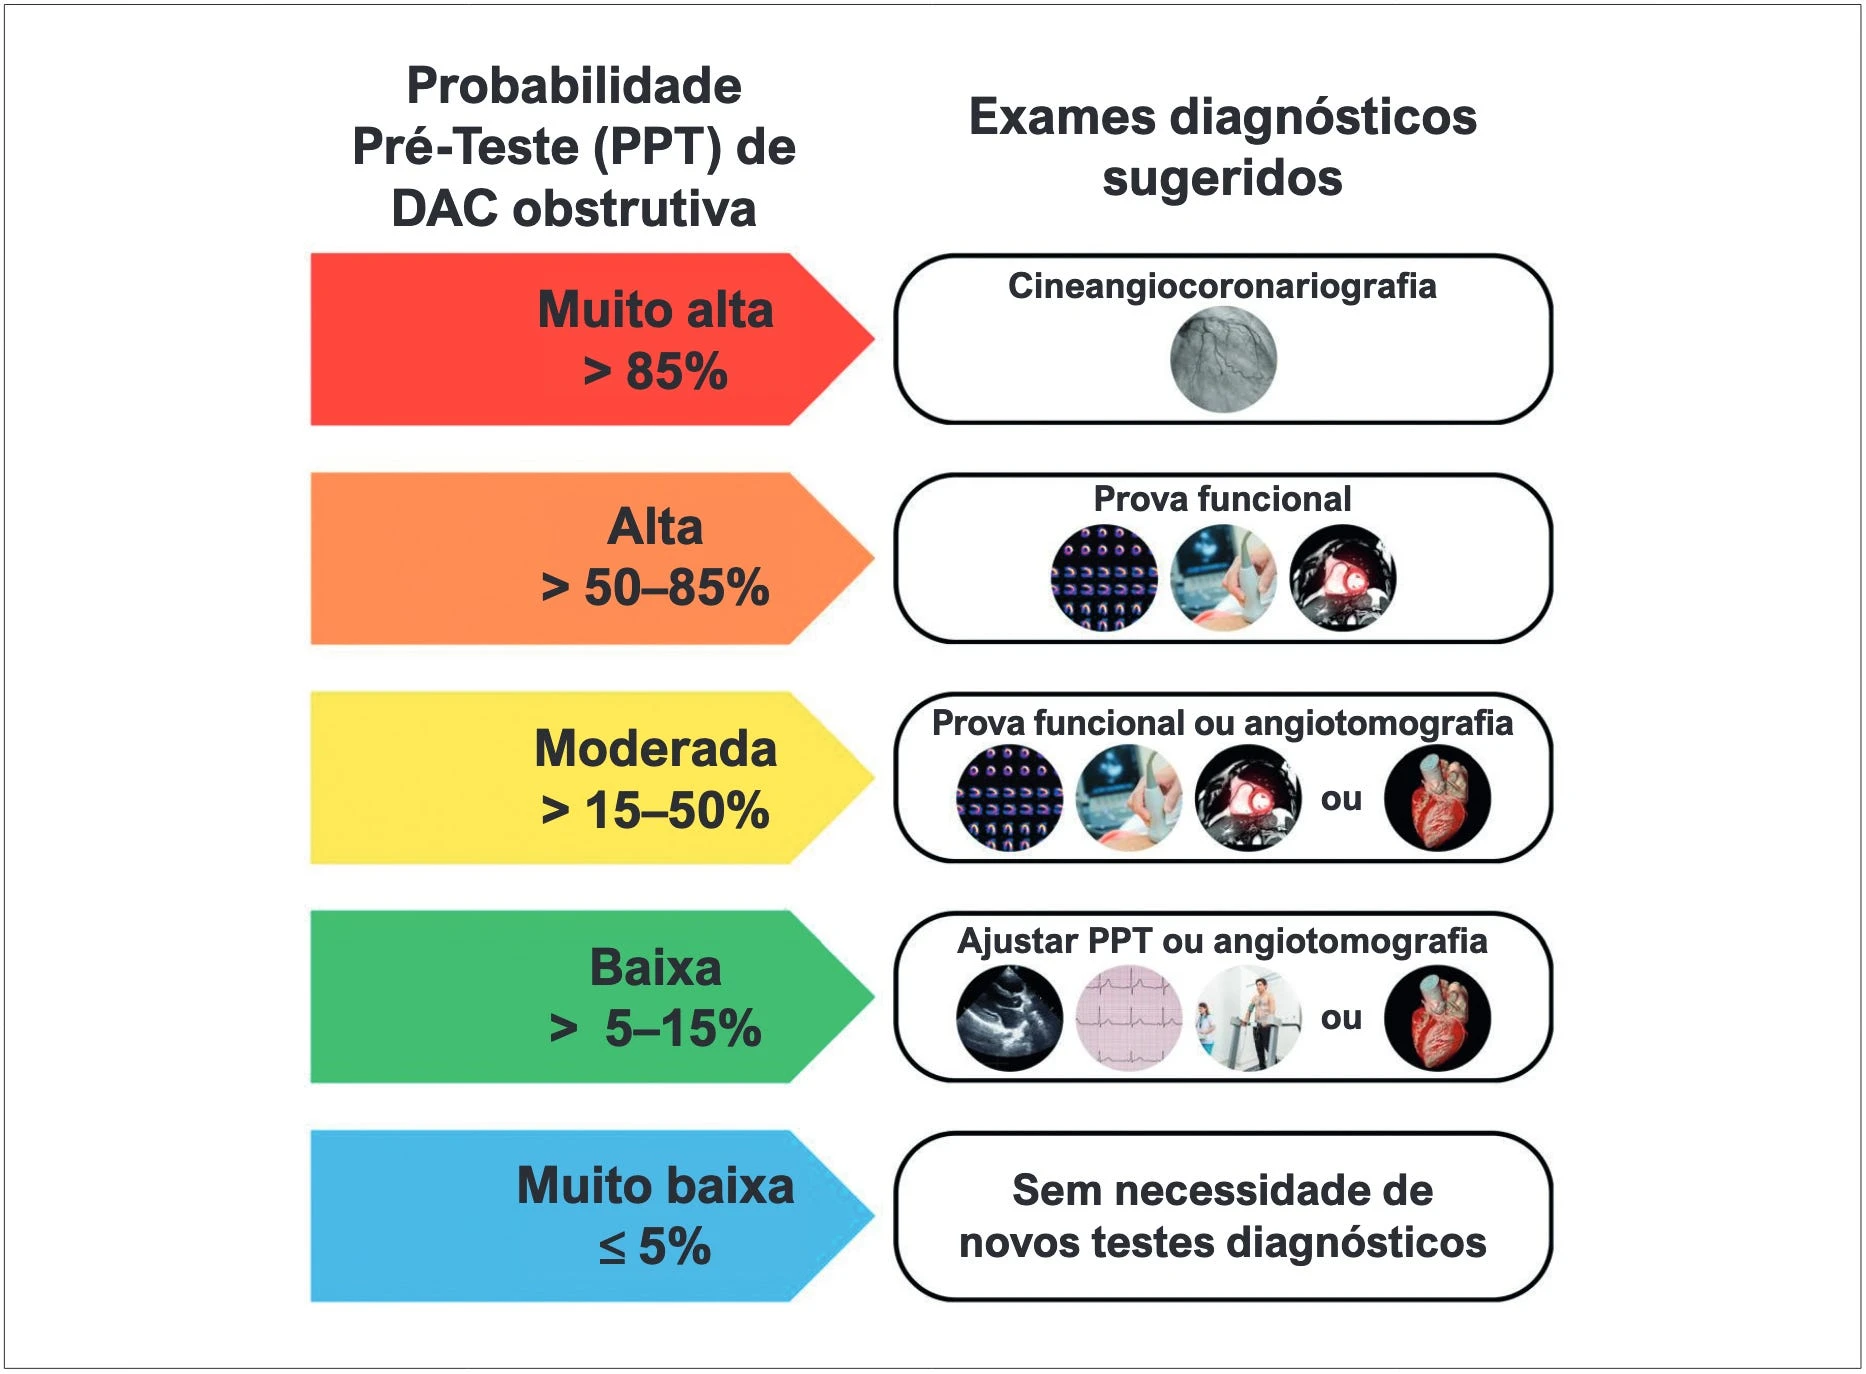 Probabilidade
Pré-Teste (PPT) de
DAC obstrutiva
Exames diagnósticos
sugeridos
Muito alta
> 85%
Cineangiocoronariografia
Alta
> 50–85%
Prova funcional
Moderada
> 15–50%
Prova funcional ou angiotomografia
ou
Baixa
> 5–15%
Ajustar PPT ou angiotomografia
ou
Muito baixa
≤ 5%
Sem necessidade de
novos testes diagnósticos